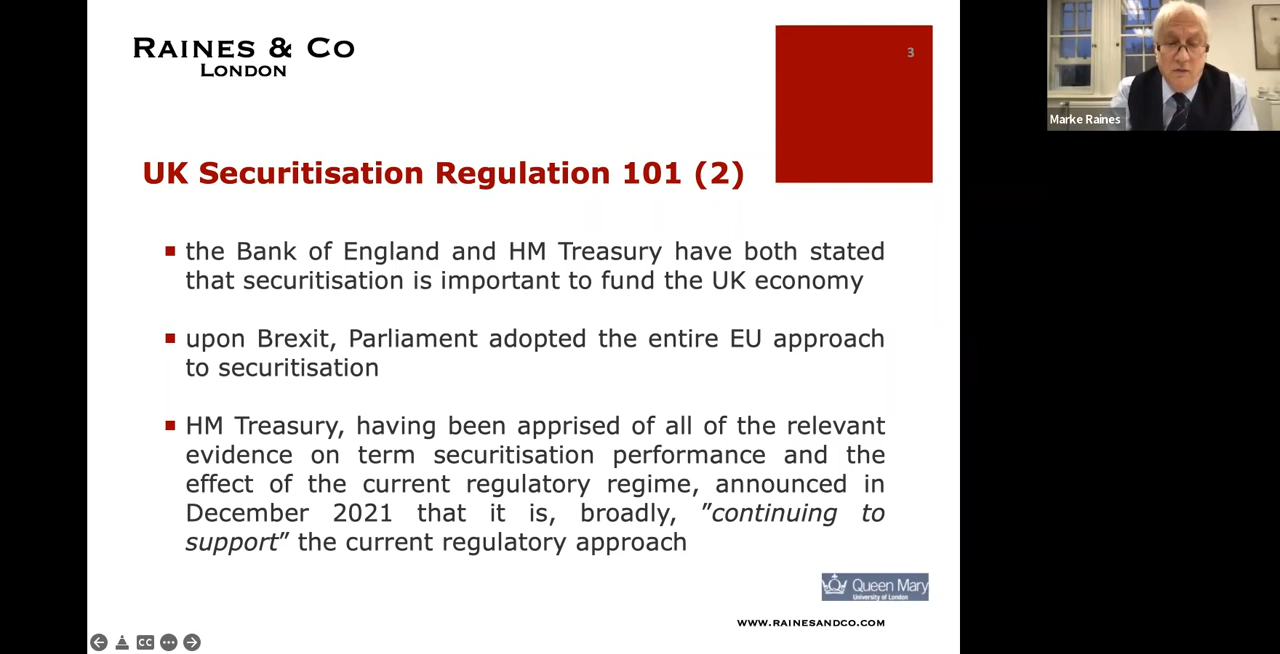 RAINES & CO
LONDON
3
Marke Raines
UK Securitisation Regulation 101 (2)
the Bank of England and HM Treasury have both stated
that securitisation is important to fund the UK economy
upon Brexit, Parliament adopted the entire EU approach
to securitisation
HM Treasury, having been apprised of all of the relevant
evidence on term securitisation performance and the
effect of the current regulatory regime, announced in
December 2021 that it is, broadly, ”continuing to
support” the current regulatory approach
Queen Mary
University of London
WWW.RAINESANDCO.COM
CC